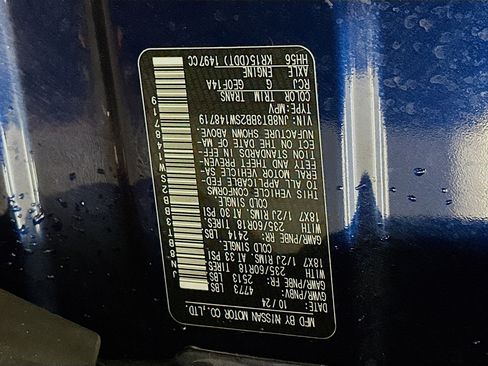 MFD BY NISSAN MOTOR CO.,LTD.
10/24
GVWR/PNBV: 4773 LBS
GAWR/PNBE FR: 2513 LBS
WITH 235/60R18 TIRES
18X7 1/2J RIMS. AT 33 PSI
COLD SINGLE.
GAWR/PNBE RR: 2414 LBS
WITH 235/60R18 TIRES
18X7 1/2J RIMS. AT 30 PSI
COLD SINGLE.
THIS VEHICLE CONFORMS
TO ALL APPLICABLE FED-
ERAL MOTOR VEHICLE SA-
FETY AND THEFT PREVEN-
TION STANDARDS IN EFF-
ECT ON THE DATE OF MA-
NUFACTURE SHOWN ABOVE.
VIN: JN8BT3BB2SW148719
TYPE:MPV
COLOR TRIM TRANS.
RCJ G GE0F14A
AXLE ENGINE
HH56 KR15(DDT) 1497CC
JN8BT3BB2SW148719